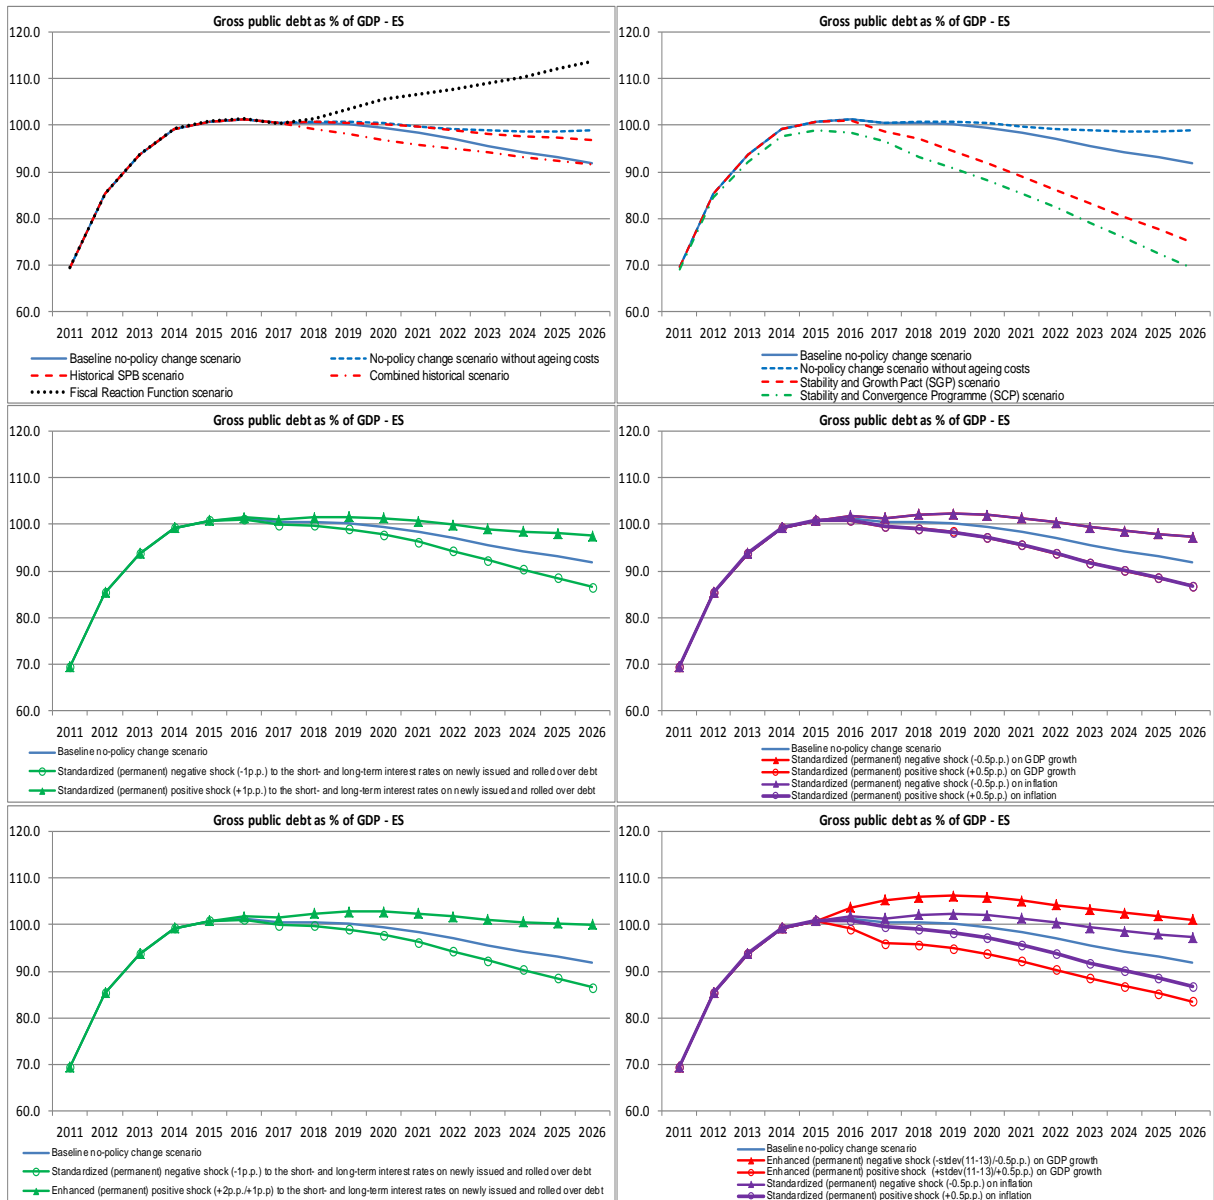 Gross public debt as % of GDP - ES
120.0
110.0
100.0
90.0
80.0
70.0
60.0
2011 2012 2013 2014 2015 2016 2017 2018 2019 2020 2021 2022 2023 2024 2025 2026
Baseline no-policy change scenario
No-policy change scenario without ageing costs
Historical SPB scenario
Combined historical scenario
Fiscal Reaction Function scenario
Gross public debt as % of GDP - ES
120.0
110.0
100.0
90.0
80.0
70.0
60.0
2011 2012 2013 2014 2015 2016 2017 2018 2019 2020 2021 2022 2023 2024 2025 2026
Baseline no-policy change scenario
No-policy change scenario without ageing costs
Stability and Growth Pact (SGP) scenario
Stability and Convergence Programme (SCP) scenario
Gross public debt as % of GDP - ES
120.0
110.0
100.0
90.0
80.0
70.0
60.0
2011 2012 2013 2014 2015 2016 2017 2018 2019 2020 2021 2022 2023 2024 2025 2026
Baseline no-policy change scenario
Standardized (permanent) negative shock (-1p.p.) to the short- and long-term interest rates on newly issued and rolled over debt
Standardized (permanent) positive shock (+1p.p.) to the short- and long-term interest rates on newly issued and rolled over debt
Gross public debt as % of GDP - ES
120.0
110.0
100.0
90.0
80.0
70.0
60.0
2011 2012 2013 2014 2015 2016 2017 2018 2019 2020 2021 2022 2023 2024 2025 2026
Baseline no-policy change scenario
Standardized (permanent) negative shock (-0.5p.p.) on GDP growth
Standardized (permanent) positive shock (+0.5p.p.) on GDP growth
Standardized (permanent) negative shock (-0.5p.p.) on inflation
Standardized (permanent) positive shock (+0.5p.p.) on inflation
Gross public debt as % of GDP - ES
120.0
110.0
100.0
90.0
80.0
70.0
60.0
2011 2012 2013 2014 2015 2016 2017 2018 2019 2020 2021 2022 2023 2024 2025 2026
Baseline no-policy change scenario
Standardized (permanent) negative shock (-1p.p.) to the short- and long-term interest rates on newly issued and rolled over debt
Enhanced (permanent) positive shock (+2p.p./+1p.p) to the short- and long-term interest rates on newly issued and rolled over debt
Gross public debt as % of GDP - ES
120.0
110.0
100.0
90.0
80.0
70.0
60.0
2011 2012 2013 2014 2015 2016 2017 2018 2019 2020 2021 2022 2023 2024 2025 2026
Baseline no-policy change scenario
Enhanced (permanent) negative shock (-stdev(11-13)/-0.5p.p.) on GDP growth
Enhanced (permanent) positive shock (+stdev(11-13)/+0.5p.p.) on GDP growth
Standardized (permanent) negative shock (-0.5p.p.) on inflation
Standardized (permanent) positive shock (+0.5p.p.) on inflation